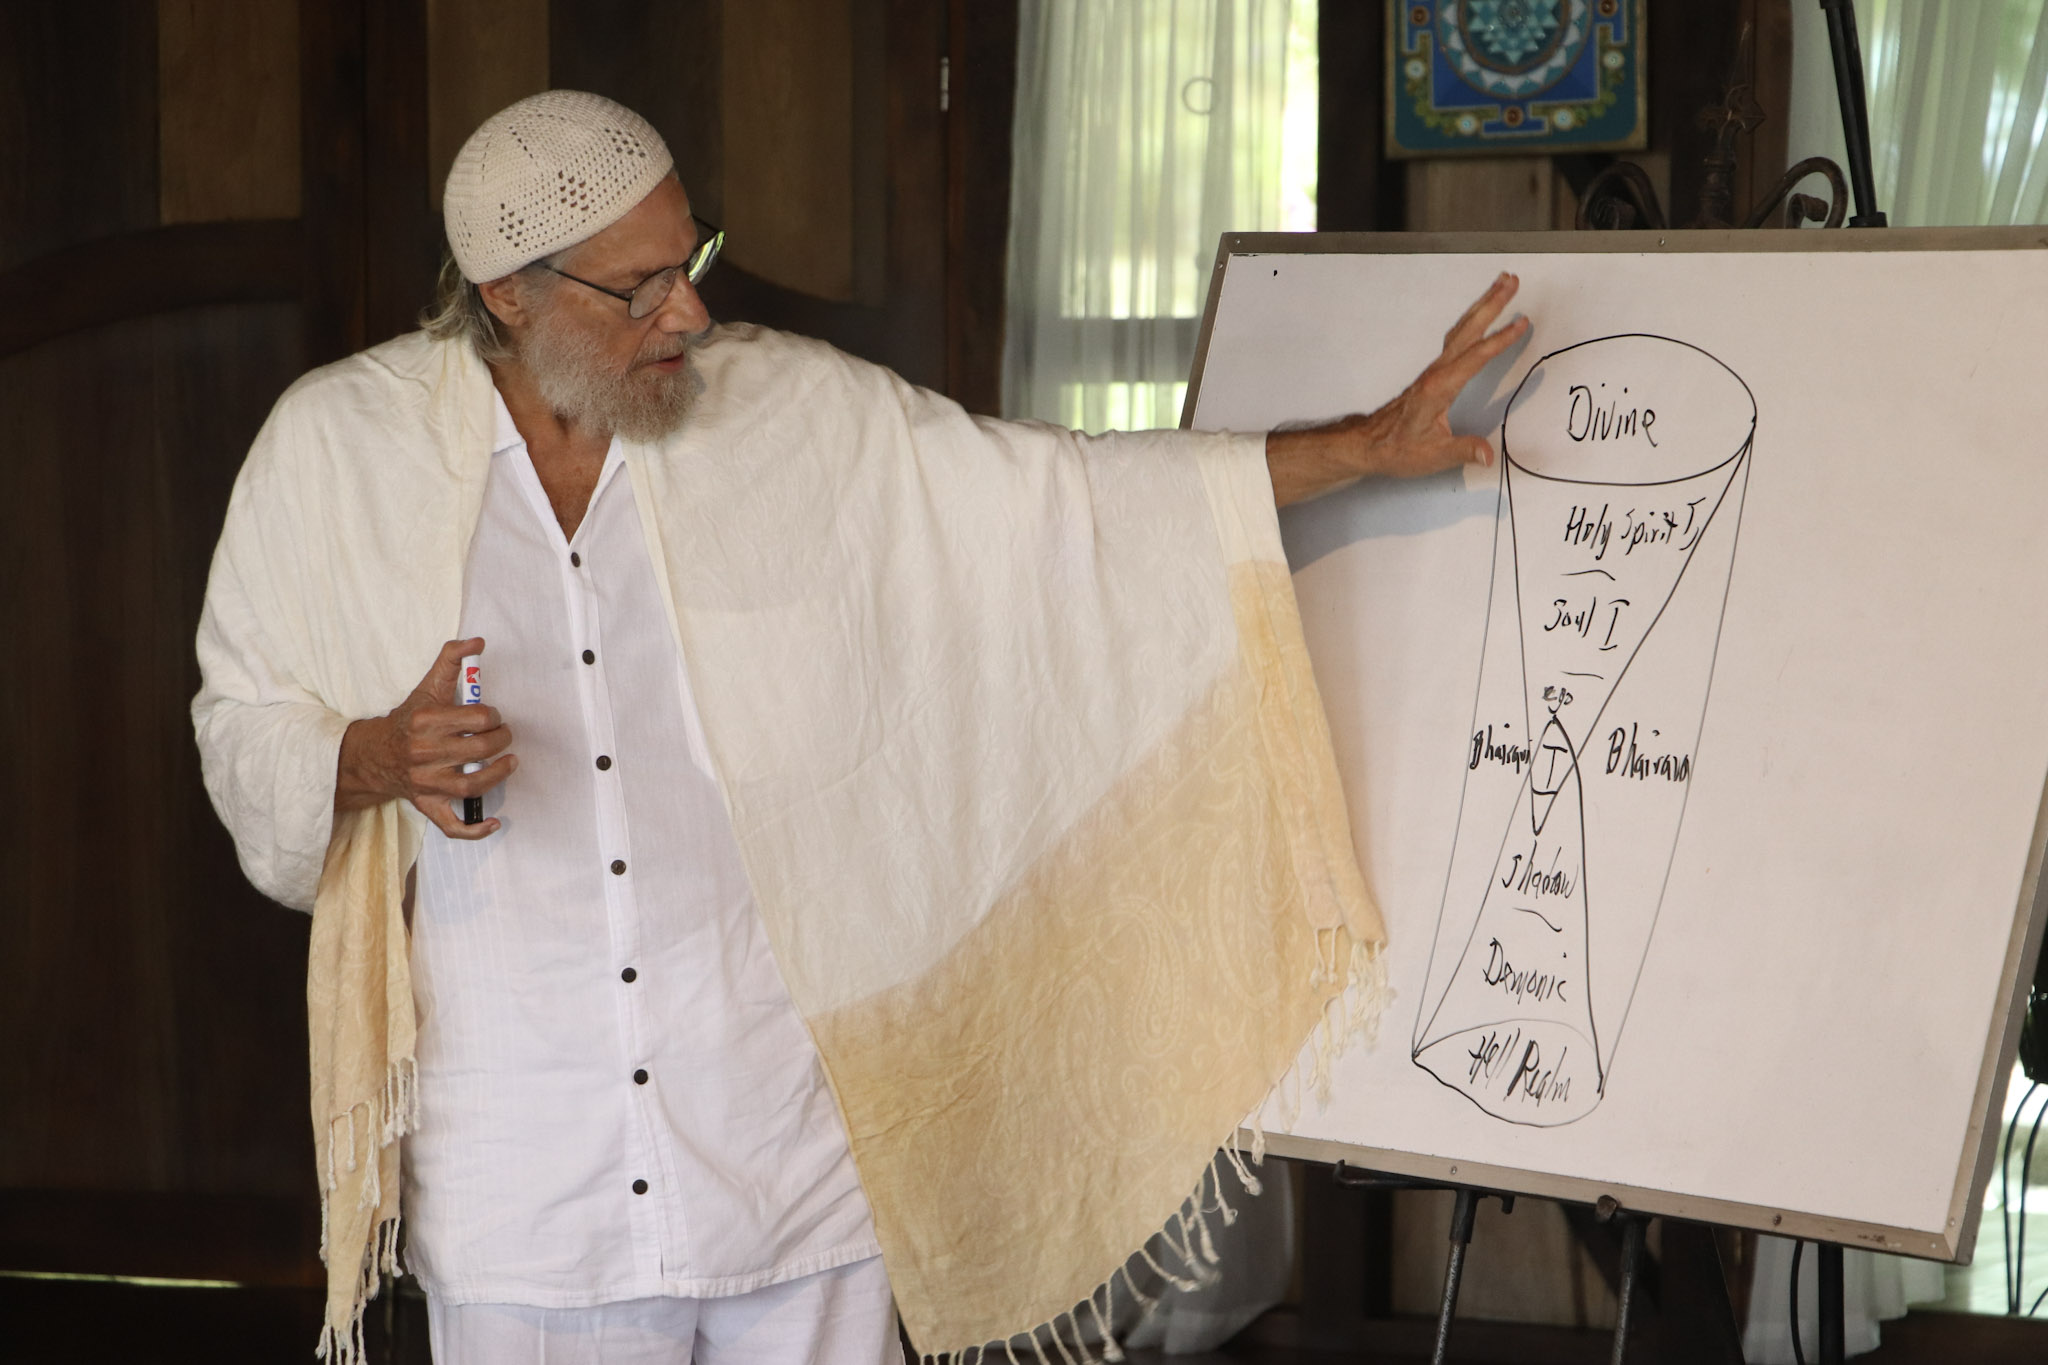 Divine
Holy Spirit I
Soul I
ego
Bhairavi I Bhairava
Shadow
Demonic
Hell Realm